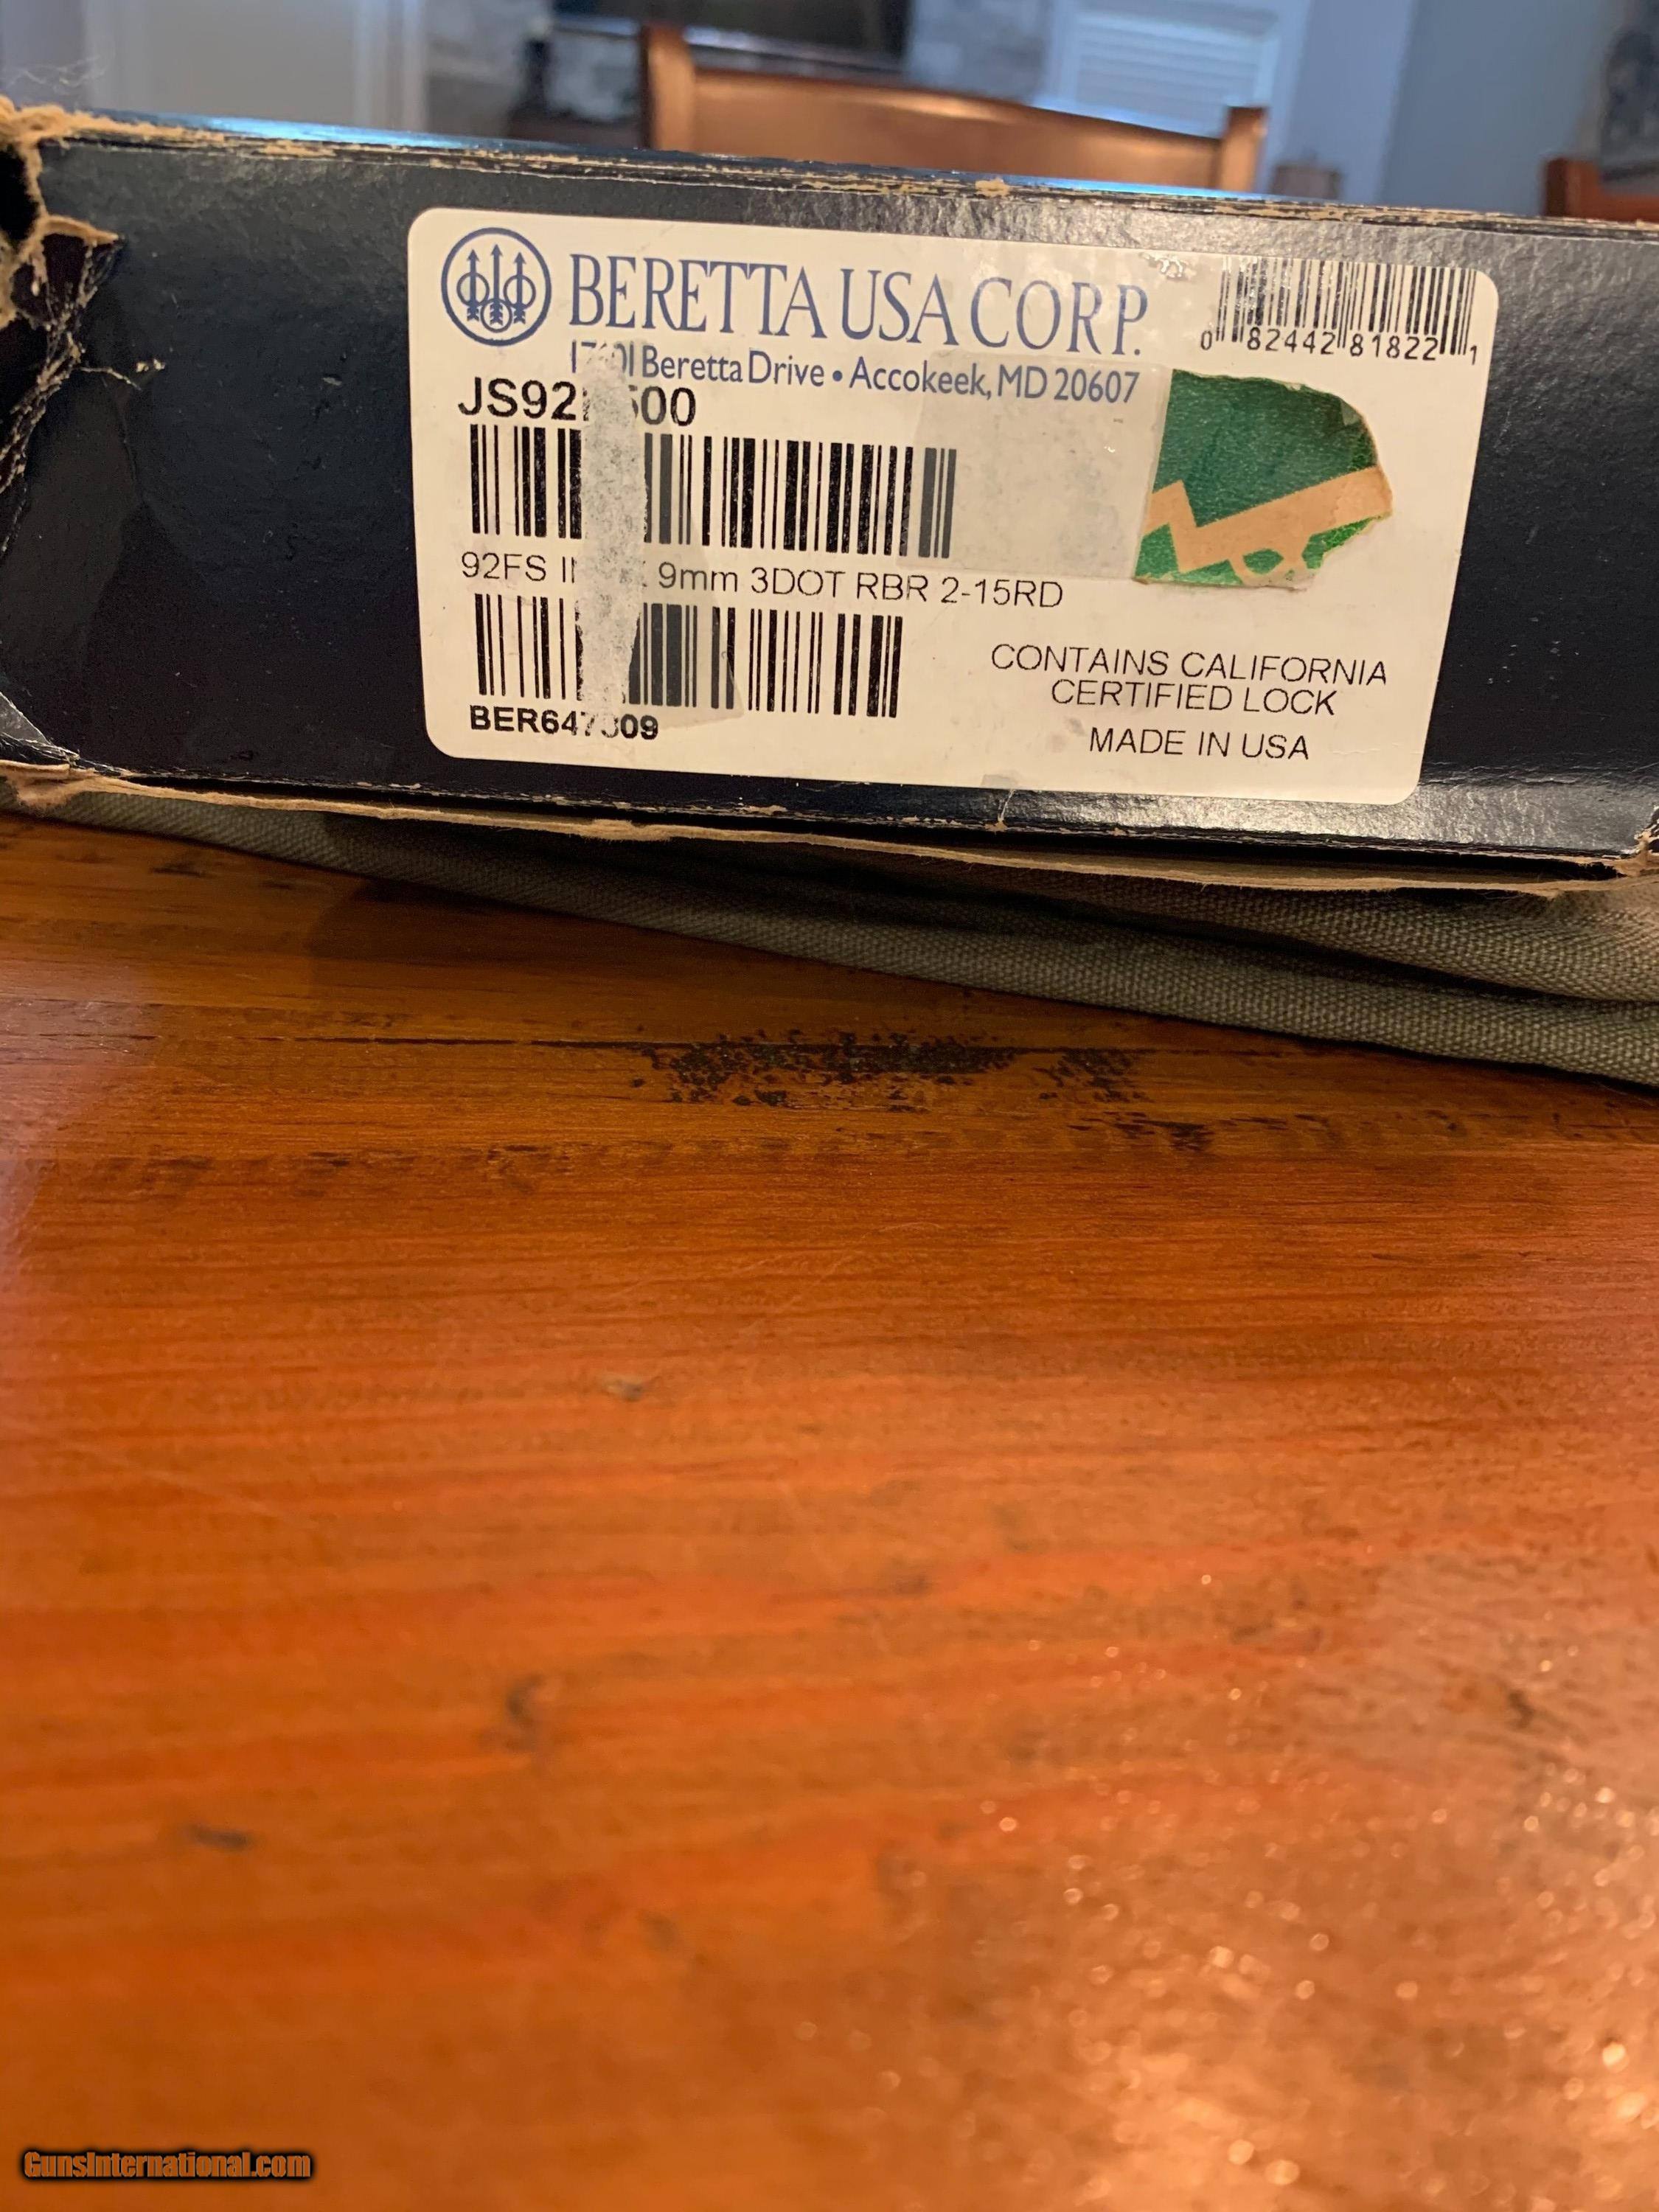 BERETTA USA CORP.
Beretta Drive • Accokeek, MD 20607
0 82442 81822 1
92FS 9mm 3DOT RBR 2-15RD
CONTAINS CALIFORNIA
CERTIFIED LOCK
MADE IN USA
GunsInternational.com